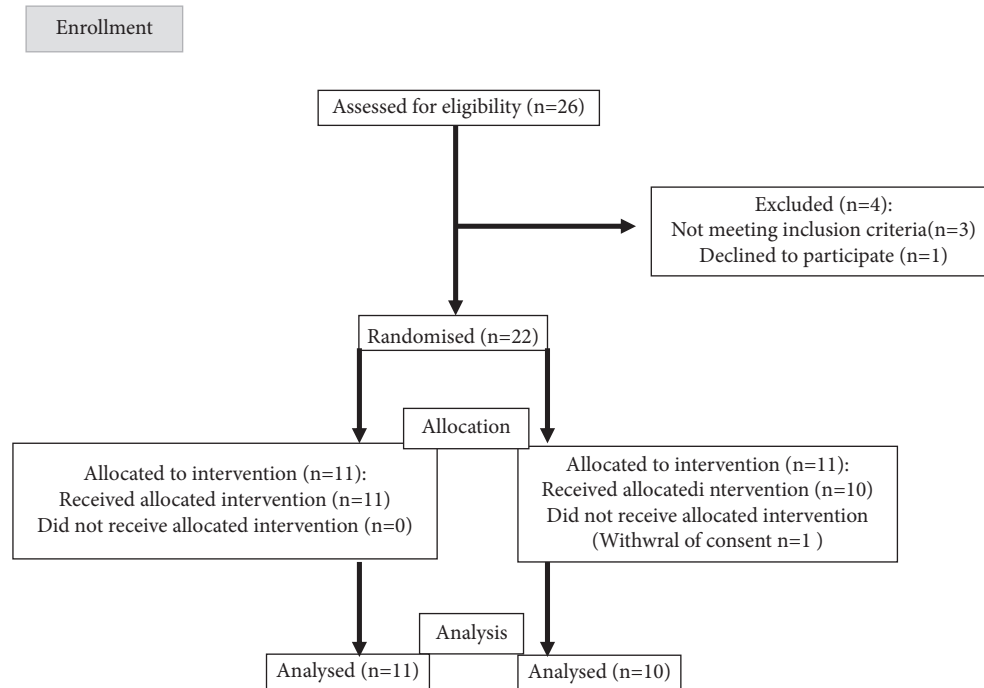 Enrollment
Assessed for eligibility (n=26)
Excluded (n=4):
Not meeting inclusion criteria(n=3)
Declined to participate (n=1)
Randomised (n=22)
Allocation
Allocated to intervention (n=11):
Received allocated intervention (n=11)
Did not receive allocated intervention (n=0)
Allocated to intervention (n=11):
Received allocatedi ntervention (n=10)
Did not receive allocated intervention
(Withwral of consent n=1 )
Analysis
Analysed (n=11)
Analysed (n=10)